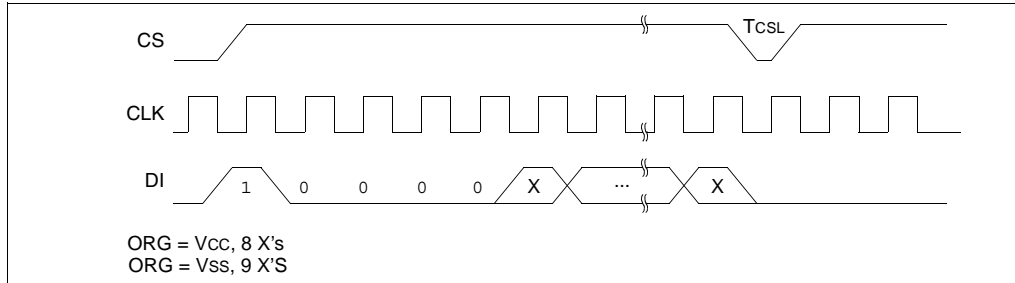 CS
TCSL
CLK
DI
1 0 0 0 0 X ... X
ORG = VCC, 8 X's
ORG = VSS, 9 X'S